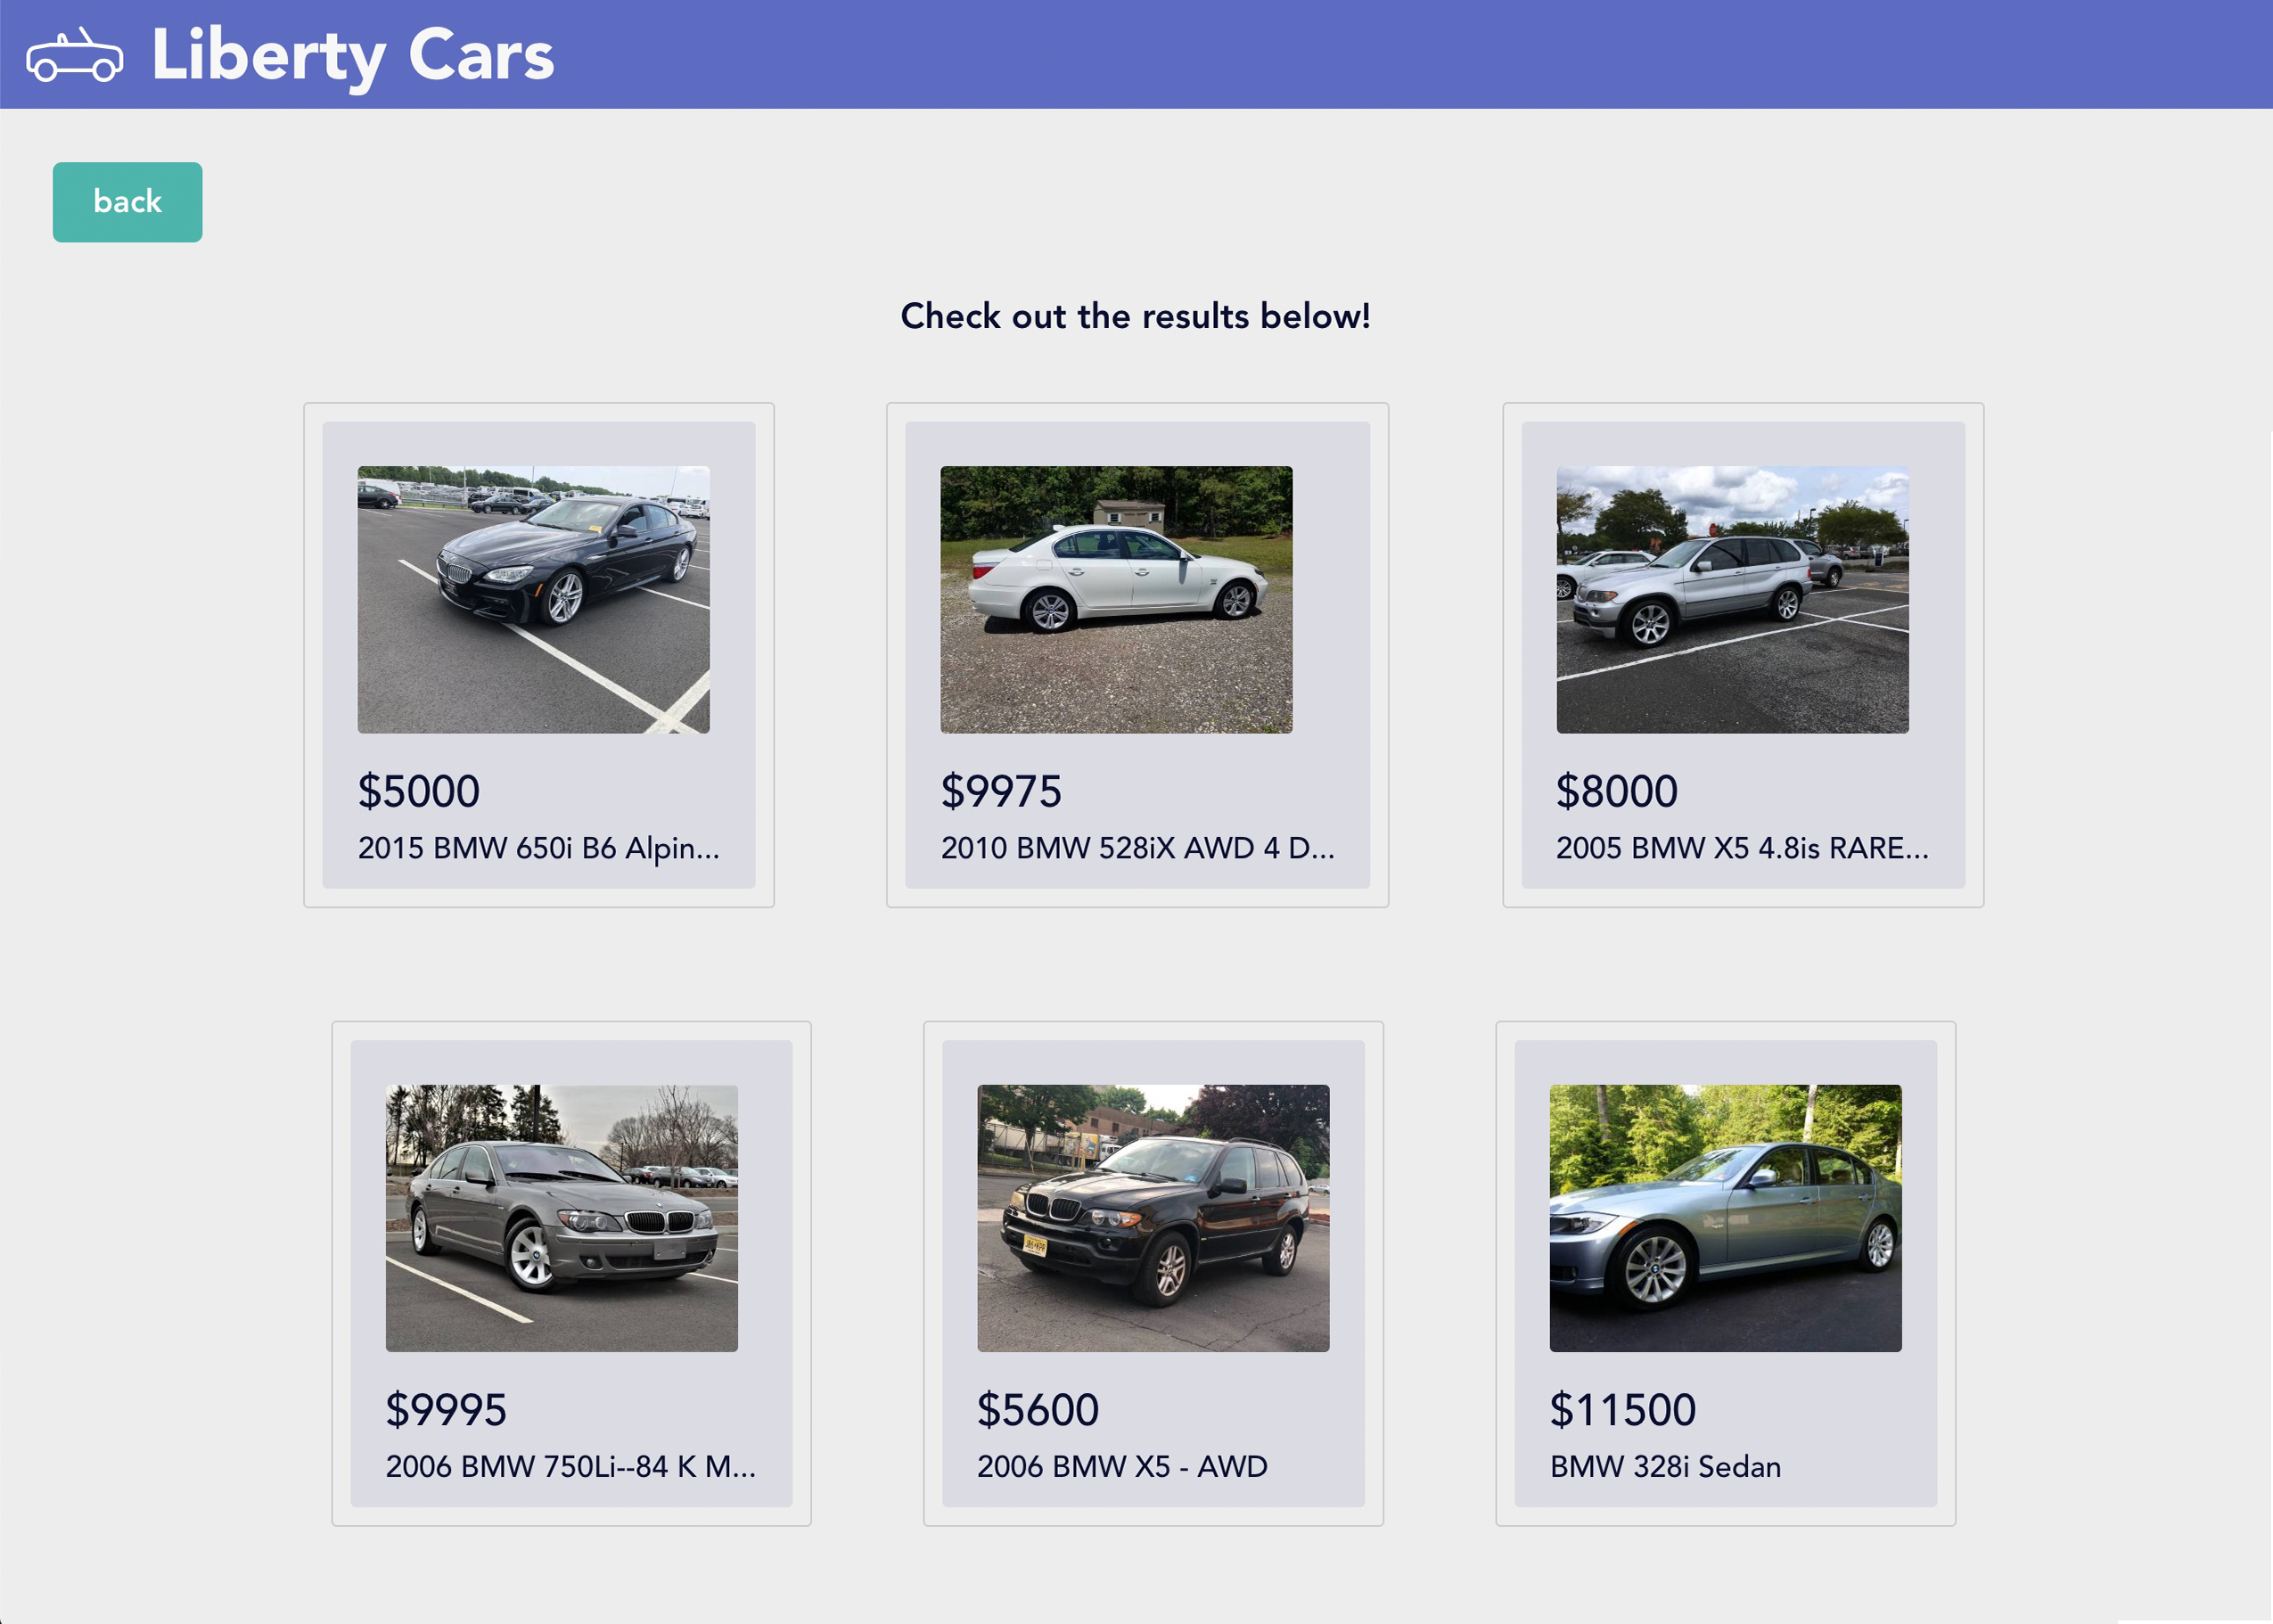 Liberty Cars
back
Check out the results below!
$5000
2015 BMW 650i B6 Alpin...
$9975
2010 BMW 528iX AWD 4 D...
$8000
2005 BMW X5 4.8is RARE...
$9995
2006 BMW 750Li--84 K M...
$5600
2006 BMW X5 - AWD
$11500
BMW 328i Sedan